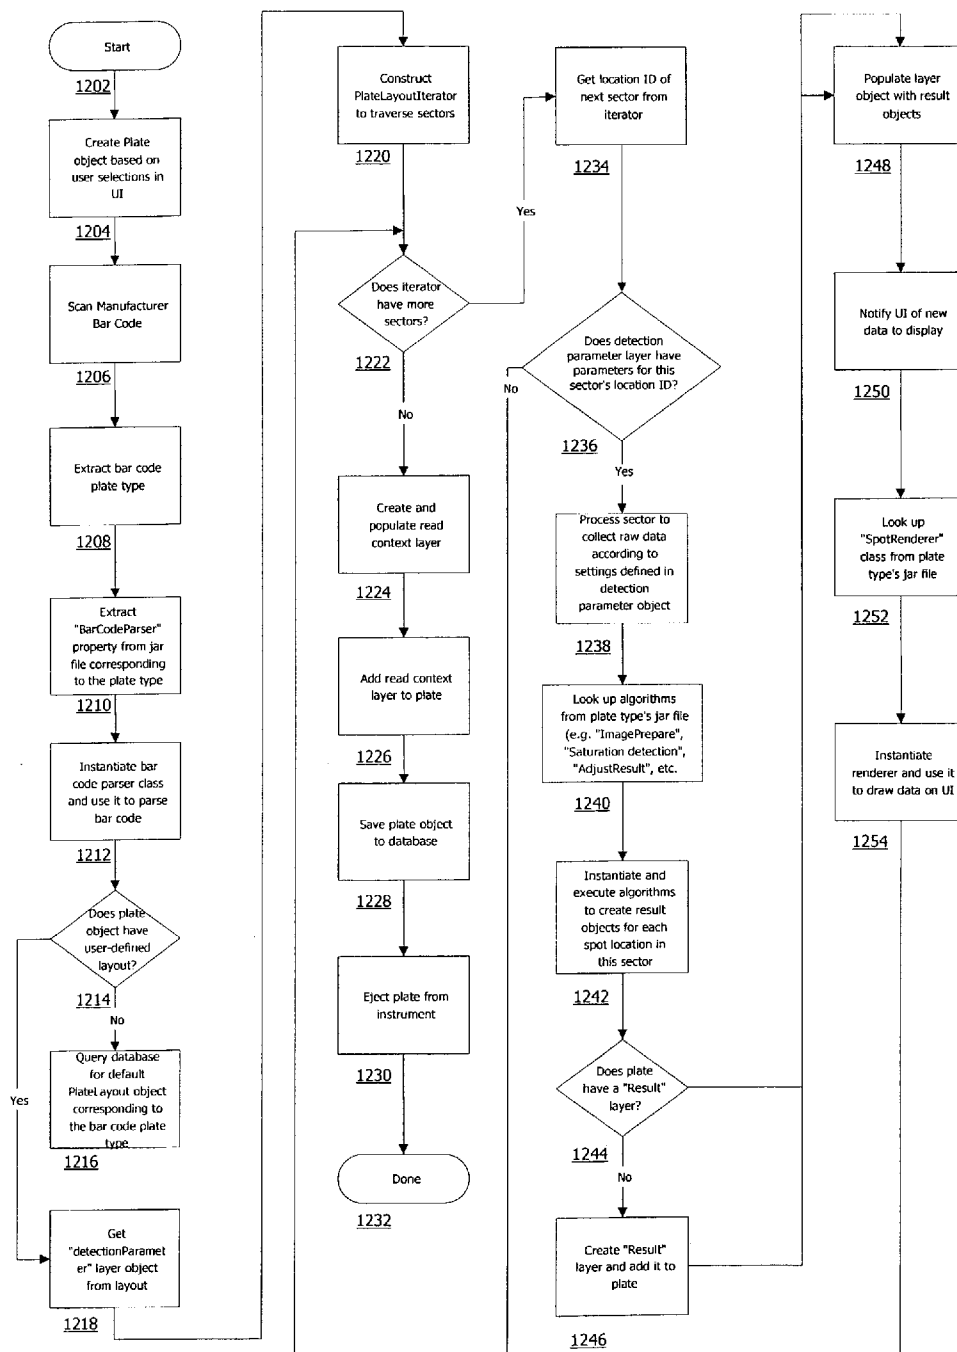 Start
1202
Create Plate
object based on
user selections in
UI
1204
Scan Manufacturer
Bar Code
1206
Extract bar code
plate type
1208
Extract
"BarCodeParser"
property from jar
file corresponding
to the plate type
1210
Instantiate bar
code parser class
and use it to parse
bar code
1212
Does plate
object have
user-defined
layout?
1214
No
Yes
Query database
for default
PlateLayout object
corresponding to
the bar code plate
type
1216
Get
"detectionParamet
er" layer object
from layout
1218
Construct
PlateLayoutIterator
to traverse sectors
1220
Does iterator
have more
sectors?
1222
Yes
No
Create and
populate read
context layer
1224
Add read context
layer to plate
1226
Save plate object
to database
1228
Eject plate from
instrument
1230
Done
1232
Get location ID of
next sector from
iterator
1234
Does detection
parameter layer have
parameters for this
sector's location ID?
No
1236
Yes
Process sector to
collect raw data
according to
settings defined in
detection
parameter object
1238
Look up algorithms
from plate type's jar file
(e.g. "ImagePrepare",
"Saturation detection",
"AdjustResult", etc.
1240
Instantiate and
execute algorithms
to create result
objects for each
spot location in
this sector
1242
Does plate
have a "Result"
layer?
1244
No
Create "Result"
layer and add it to
plate
1246
Populate layer
object with result
objects
1248
Notify UI of new
data to display
1250
Look up
"SpotRenderer"
class from plate
type's jar file
1252
Instantiate
renderer and use it
to draw data on UI
1254